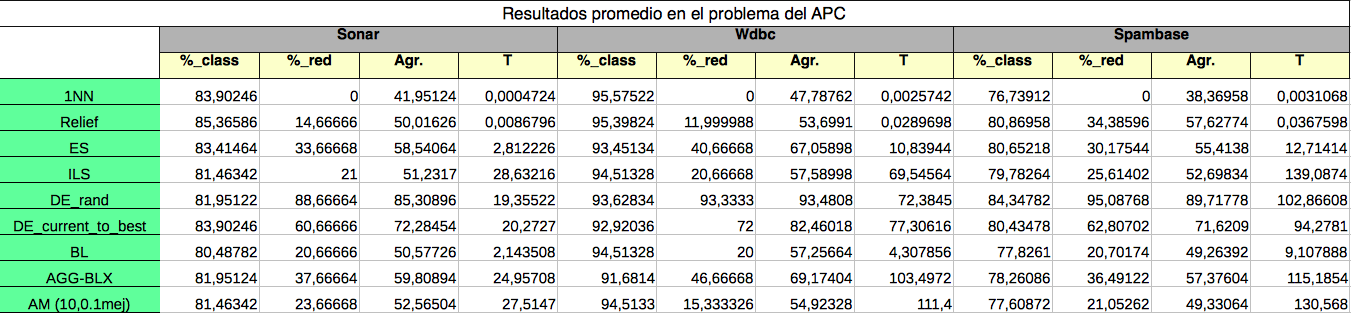 Resultados promedio en el problema del APC
Sonar Wdbc Spambase
%_class %_red Agr. T %_class %_red Agr. T %_class %_red Agr. T
1NN 83,90246 0 41,95124 0,0004724 95,57522 0 47,78762 0,0025742 76,73912 0 38,36958 0,0031068
Relief 85,36586 14,66666 50,01626 0,0086796 95,39824 11,999988 53,6991 0,0289698 80,86958 34,38596 57,62774 0,0367598
ES 83,41464 33,66668 58,54064 2,812226 93,45134 40,66668 67,05898 10,83944 80,65218 30,17544 55,4138 12,71414
ILS 81,46342 21 51,2317 28,63216 94,51328 20,66668 57,58998 69,54564 79,78264 25,61402 52,69834 139,0874
DE_rand 81,95122 88,66664 85,30896 19,35522 93,62834 93,3333 93,4808 72,3845 84,34782 95,08768 89,71778 102,86608
DE_current_to_best 83,90246 60,66666 72,28454 20,2727 92,92036 72 82,46018 77,30616 80,43478 62,80702 71,6209 94,2781
BL 80,48782 20,66666 50,57726 2,143508 94,51328 20 57,25664 4,307856 77,8261 20,70174 49,26392 9,107888
AGG-BLX 81,95124 37,66664 59,80894 24,95708 91,6814 46,66668 69,17404 103,4972 78,26086 36,49122 57,37604 115,1854
AM (10,0.1mej) 81,46342 23,66668 52,56504 27,5147 94,5133 15,333326 54,92328 111,4 77,60872 21,05262 49,33064 130,568